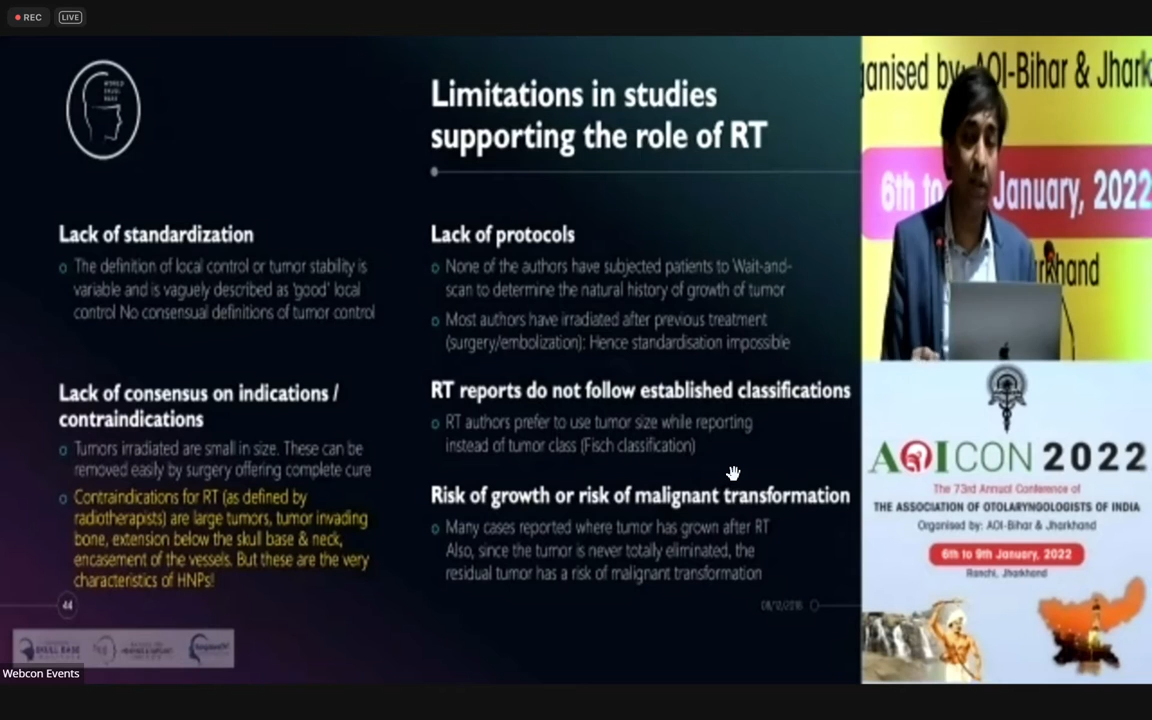 REC
LIVE
WORLD
SKULL
BASE
Limitations in studies
supporting the role of RT
Lack of standardization
The definition of local control or tumor stability is
variable and is vaguely described as 'good' local
control No consensual definitions of tumor control
Lack of consensus on indications /
contraindications
Tumors irradiated are small in size. These can be
removed easily by surgery offering complete cure
Contraindications for RT (as defined by
radiotherapists) are large tumors, tumor invading
bone, extension below the skull base & neck,
encasement of the vessels. But these are the very
characteristics of HNPs!
Lack of protocols
None of the authors have subjected patients to Wait-and-
scan to determine the natural history of growth of tumor
Most authors have irradiated after previous treatment
(surgery/embolization): Hence standardisation impossible
RT reports do not follow established classifications
RT authors prefer to use tumor size while reporting
instead of tumor class (Fisch classification)
Risk of growth or risk of malignant transformation
Many cases reported where tumor has grown after RT
Also, since the tumor is never totally eliminated, the
residual tumor has a risk of malignant transformation
44
SKULL BASE
Webcon Events
ganised by: AOI-Bihar & Jhark
6th to January, 2022
rkhand
AOICON 2022
The 73rd Annual Conference of
THE ASSOCIATION OF OTOLARYNGOLOGISTS OF INDIA
Organised by: AOI-Bihar & Jharkhand
6th to 9th January, 2022
Ranchi, Jharkhand